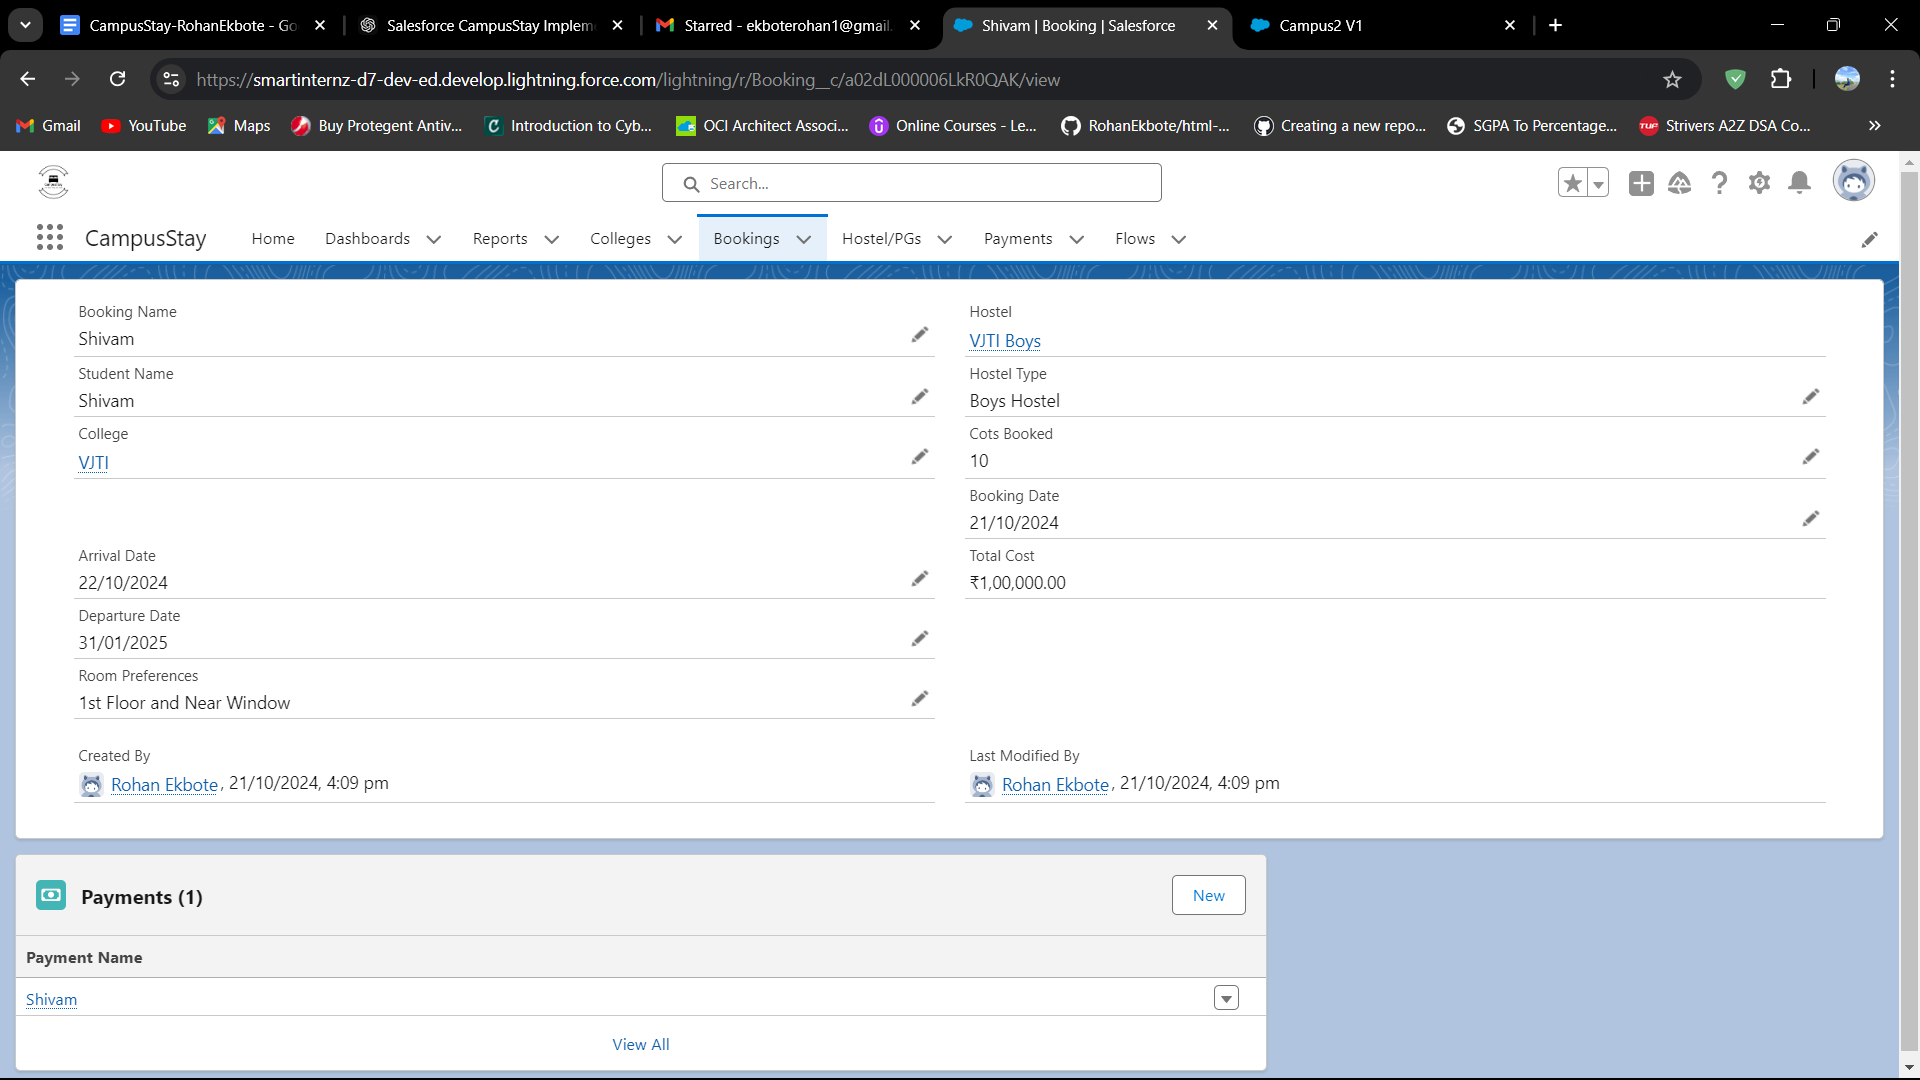 CampusStay-RohanEkbote - Go
Salesforce CampusStay Implem
Starred - ekboterohan1@gmail.
Shivam | Booking | Salesforce
Campus2 V1
https://smartinternz-d7-dev-ed.develop.lightning.force.com/lightning/r/Booking__c/a02dL000006LkR0QAK/view
Gmail
YouTube
Maps
Buy Protegent Antiv...
Introduction to Cyb...
OCI Architect Associ...
Online Courses - Le...
RohanEkbote/html-...
Creating a new repo...
SGPA To Percentage...
TUF
Strivers A2Z DSA Co...
Search...
CampusStay
Home
Dashboards
Reports
Colleges
Bookings
Hostel/PGs
Payments
Flows
Booking Name
Shivam
Hostel
VJTI Boys
Student Name
Shivam
Hostel Type
Boys Hostel
College
VJTI
Cots Booked
10
Booking Date
21/10/2024
Arrival Date
22/10/2024
Total Cost
₹1,00,000.00
Departure Date
31/01/2025
Room Preferences
1st Floor and Near Window
Created By
Rohan Ekbote, 21/10/2024, 4:09 pm
Last Modified By
Rohan Ekbote, 21/10/2024, 4:09 pm
Payments (1)
New
Payment Name
Shivam
View All